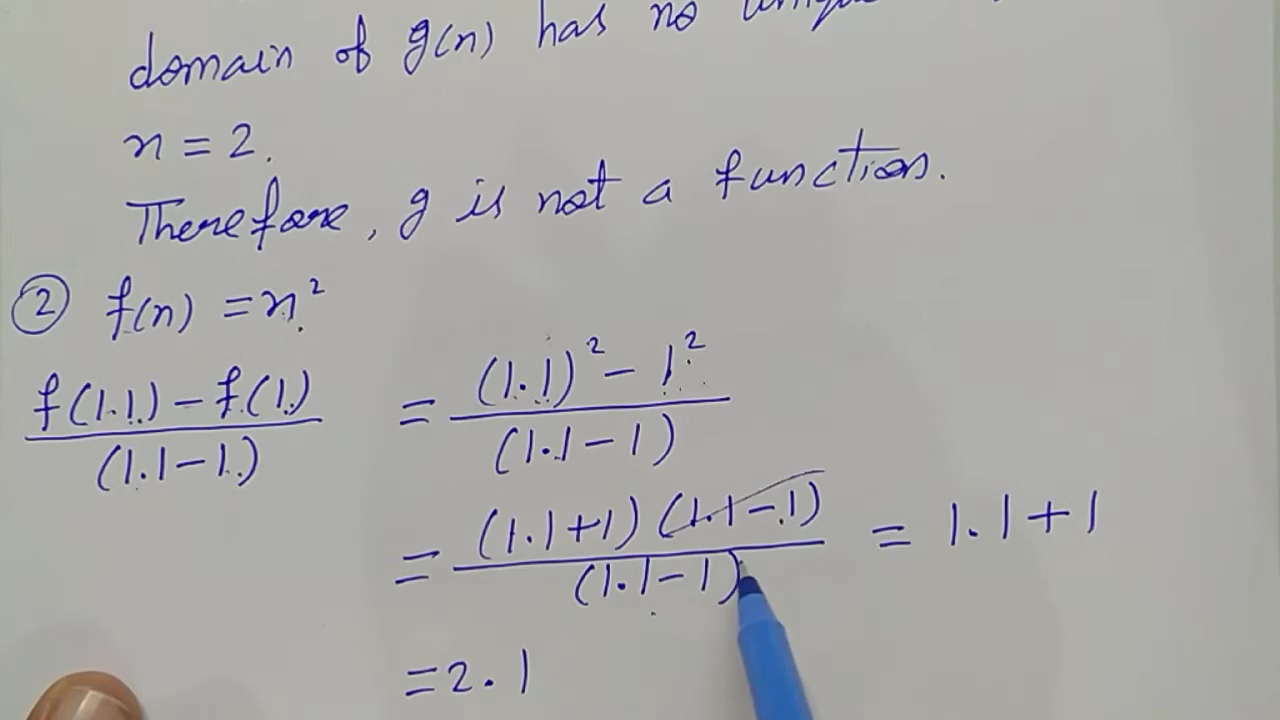 domain of g(n) has no
n = 2.
Therefore, g is not a function.
② f(n) = n²
f(1.1) – f(1) / (1.1 – 1) = (1.1)² – 1² / (1.1 – 1)
= (1.1+1) (1.1 – 1) / (1.1 – 1) = 1.1 + 1
= 2.1